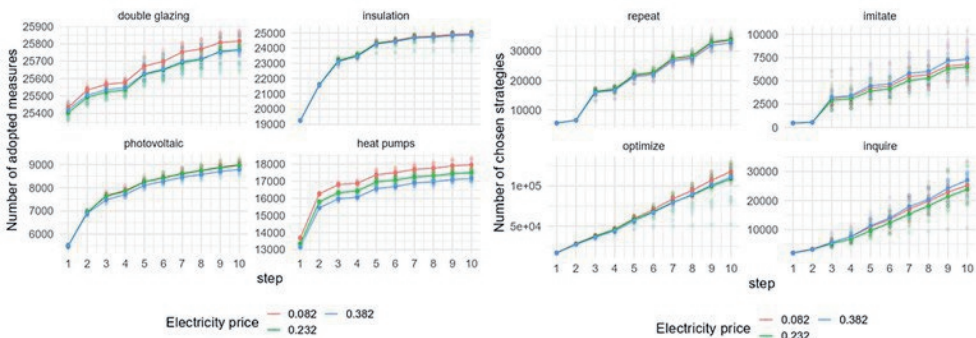 double glazing
insulation
25900
25800
25600
25400
25000
24000
23000
22000
21000
20000
19000
photovoltaic
heat pumps
9000
8000
7000
6000
18000
17000
16000
15000
14000
13000
Number of adopted measures
1 2 3 4 5 6 7 8 9 10
1 2 3 4 5 6 7 8 9 10
step
Electricity price
0.082
0.382
0.232
repeat
imitate
30000
20000
10000
10000
7500
5000
2500
0
optimize
inquire
1e+05
5e+04
30000
20000
10000
Number of chosen strategies
1 2 3 4 5 6 7 8 9 10
1 2 3 4 5 6 7 8 9 10
step
Electricity price
0.082
0.382
0.232